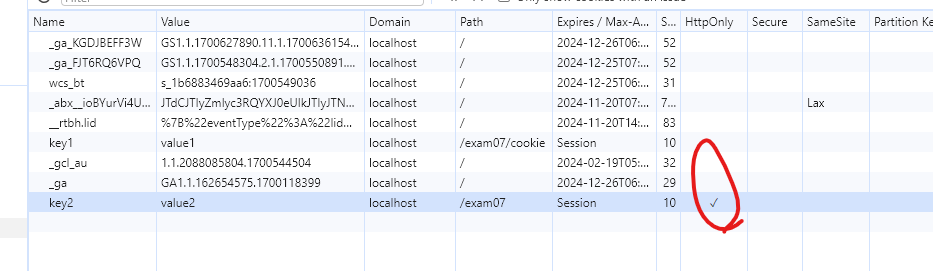 Filter Only show cookies with an issue
Name Value Domain Path Expires / Max-A... S... HttpOnly Secure SameSite Partition Ke
_ga_KGDJBEFF3W GS1.1.1700627890.11.1.1700636154... localhost / 2024-12-26T06:... 52
_ga_FJT6RQ6VPQ GS1.1.1700548304.2.1.1700550891.... localhost / 2024-12-25T07:... 52
wcs_bt s_1b6883469aa6:1700549036 localhost / 2024-12-25T06:... 31
_abx__ioBYurVi4U... JTdCJTIyZmlyc3RQYXJ0eUlkJTIyJTN... localhost / 2024-11-20T07:... 7... Lax
__rtbh.lid %7B%22eventType%22%3A%22lid... localhost / 2024-11-20T14:... 83
key1 value1 localhost /exam07/cookie Session 10
_gcl_au 1.1.2088085804.1700544504 localhost / 2024-02-19T05:... 32
_ga GA1.1.162654575.1700118399 localhost / 2024-12-26T06:... 29
key2 value2 localhost /exam07 Session 10 ✓